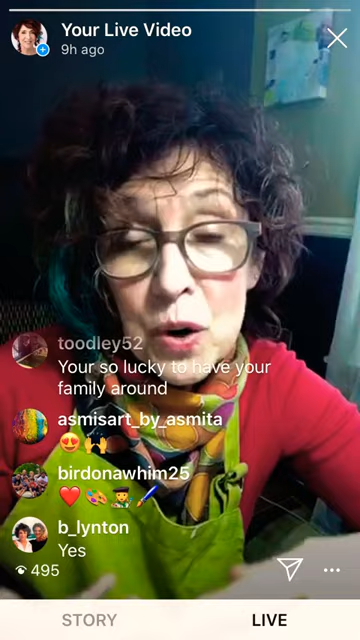 Your Live Video
9h ago
toodley52
Your so lucky to have your
family around
asmisart_by_asmita
😍🙌
birdonawhim25
❤️🎨👨‍🎨🖌️
b_lynton
Yes
495
STORY
LIVE